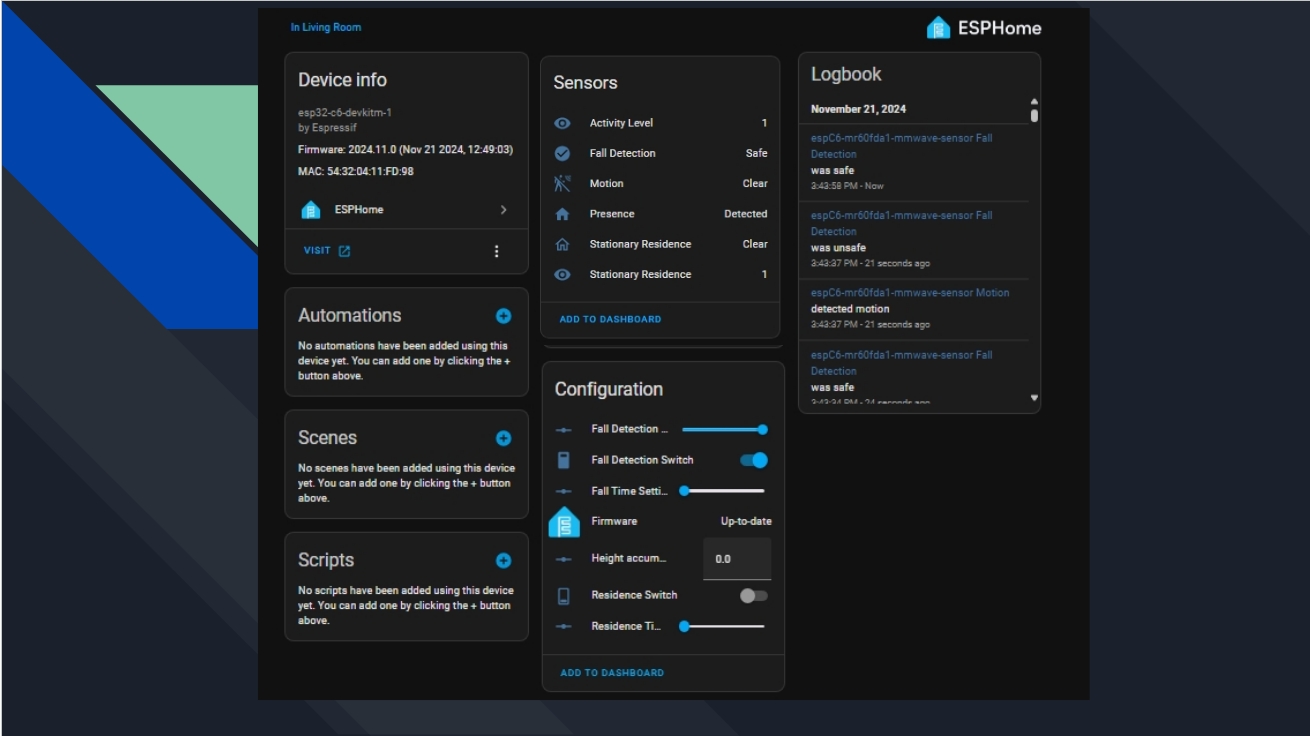 In Living Room
ESPHome
Device info
esp32-c6-devkitm-1
by Espressif
Firmware: 2024.11.0 (Nov 21 2024, 12:49:03)
MAC: 54:32:04:11:FD:98
ESPHome
VISIT
Automations
No automations have been added using this
device yet. You can add one by clicking the +
button above.
Scenes
No scenes have been added using this device
yet. You can add one by clicking the + button
above.
Scripts
No scripts have been added using this device
yet. You can add one by clicking the + button
above.
Sensors
Activity Level 1
Fall Detection Safe
Motion Clear
Presence Detected
Stationary Residence Clear
Stationary Residence 1
ADD TO DASHBOARD
Configuration
Fall Detection ...
Fall Detection Switch
Fall Time Setti...
Firmware Up-to-date
Height accum... 0.0
Residence Switch
Residence Ti...
ADD TO DASHBOARD
Logbook
November 21, 2024
espC6-mr60fda1-mmwave-sensor Fall
Detection
was safe
3:43:58 PM - Now
espC6-mr60fda1-mmwave-sensor Fall
Detection
was unsafe
3:43:37 PM - 21 seconds ago
espC6-mr60fda1-mmwave-sensor Motion
detected motion
3:43:37 PM - 21 seconds ago
espC6-mr60fda1-mmwave-sensor Fall
Detection
was safe
3:43:34 PM - 24 seconds ago